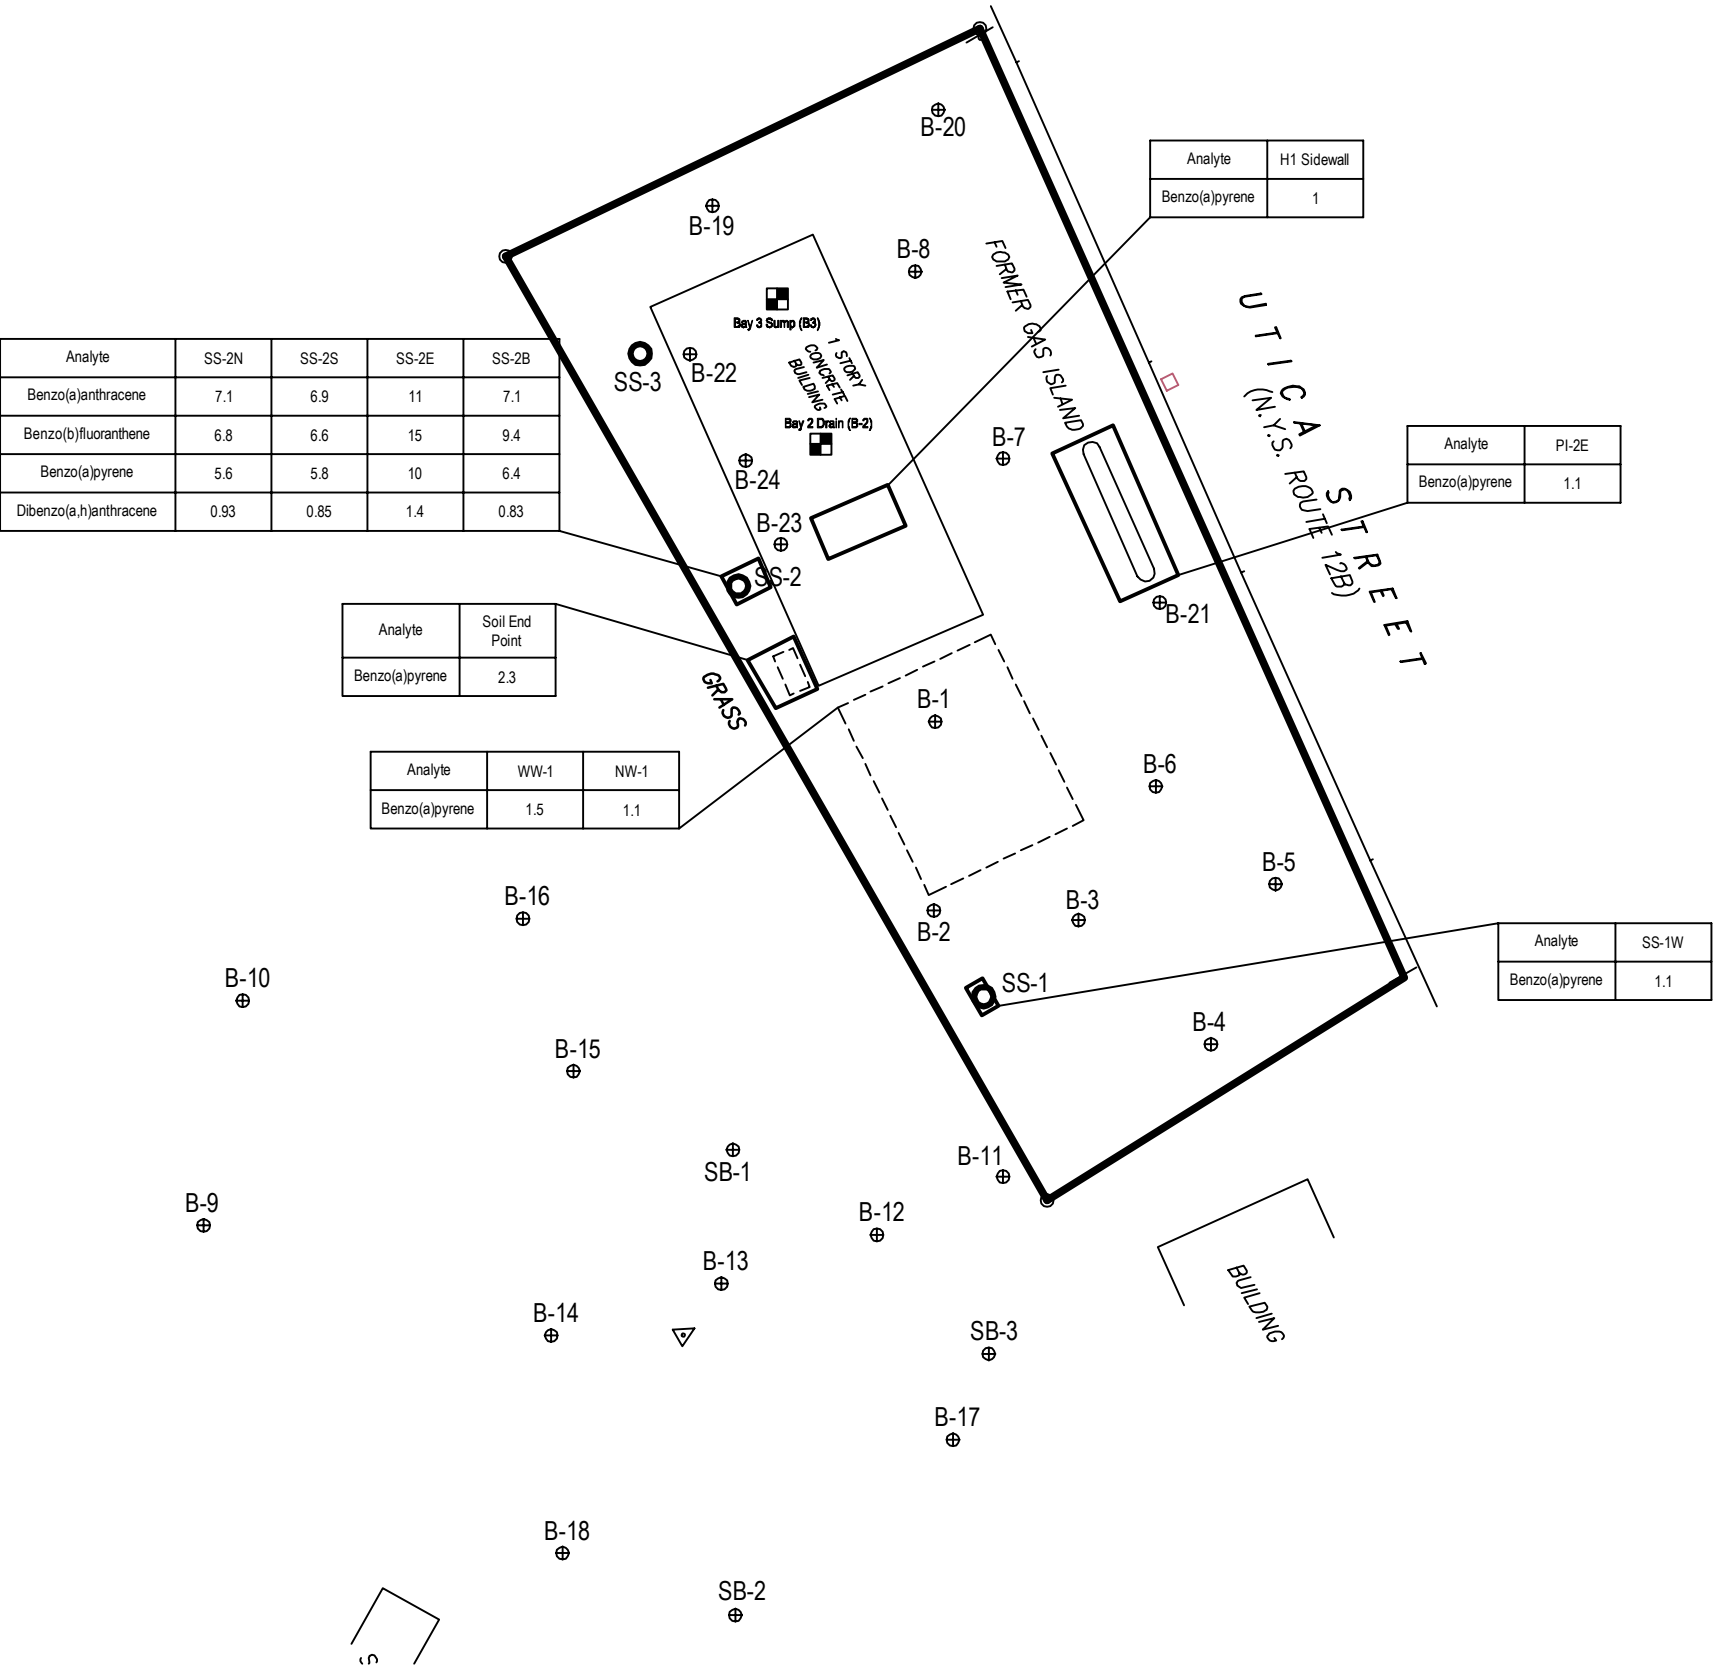 B-20
Analyte H1 Sidewall
Benzo(a)pyrene 1
B-19
B-8
FORMER GAS ISLAND
Bay 3 Sump (B3)
1 STORY
CONCRETE
BUILDING
UTICA STREET
(N.Y.S. ROUTE 12B)
SS-3
B-22
Analyte SS-2N SS-2S SS-2E SS-2B
Benzo(a)anthracene 7.1 6.9 11 7.1
Benzo(b)fluoranthene 6.8 6.6 15 9.4
Benzo(a)pyrene 5.6 5.8 10 6.4
Dibenzo(a,h)anthracene 0.93 0.85 1.4 0.83
Bay 2 Drain (B-2)
B-7
Analyte PI-2E
Benzo(a)pyrene 1.1
B-24
B-23
SS-2
B-21
Analyte Soil End
Point
Benzo(a)pyrene 2.3
GRASS
B-1
Analyte WW-1 NW-1
Benzo(a)pyrene 1.5 1.1
B-6
B-5
B-16
B-3
B-2
Analyte SS-1W
Benzo(a)pyrene 1.1
B-10
SS-1
B-4
B-15
SB-1
B-11
B-9
B-12
B-13
B-14
BUILDING
SB-3
B-17
B-18
SB-2